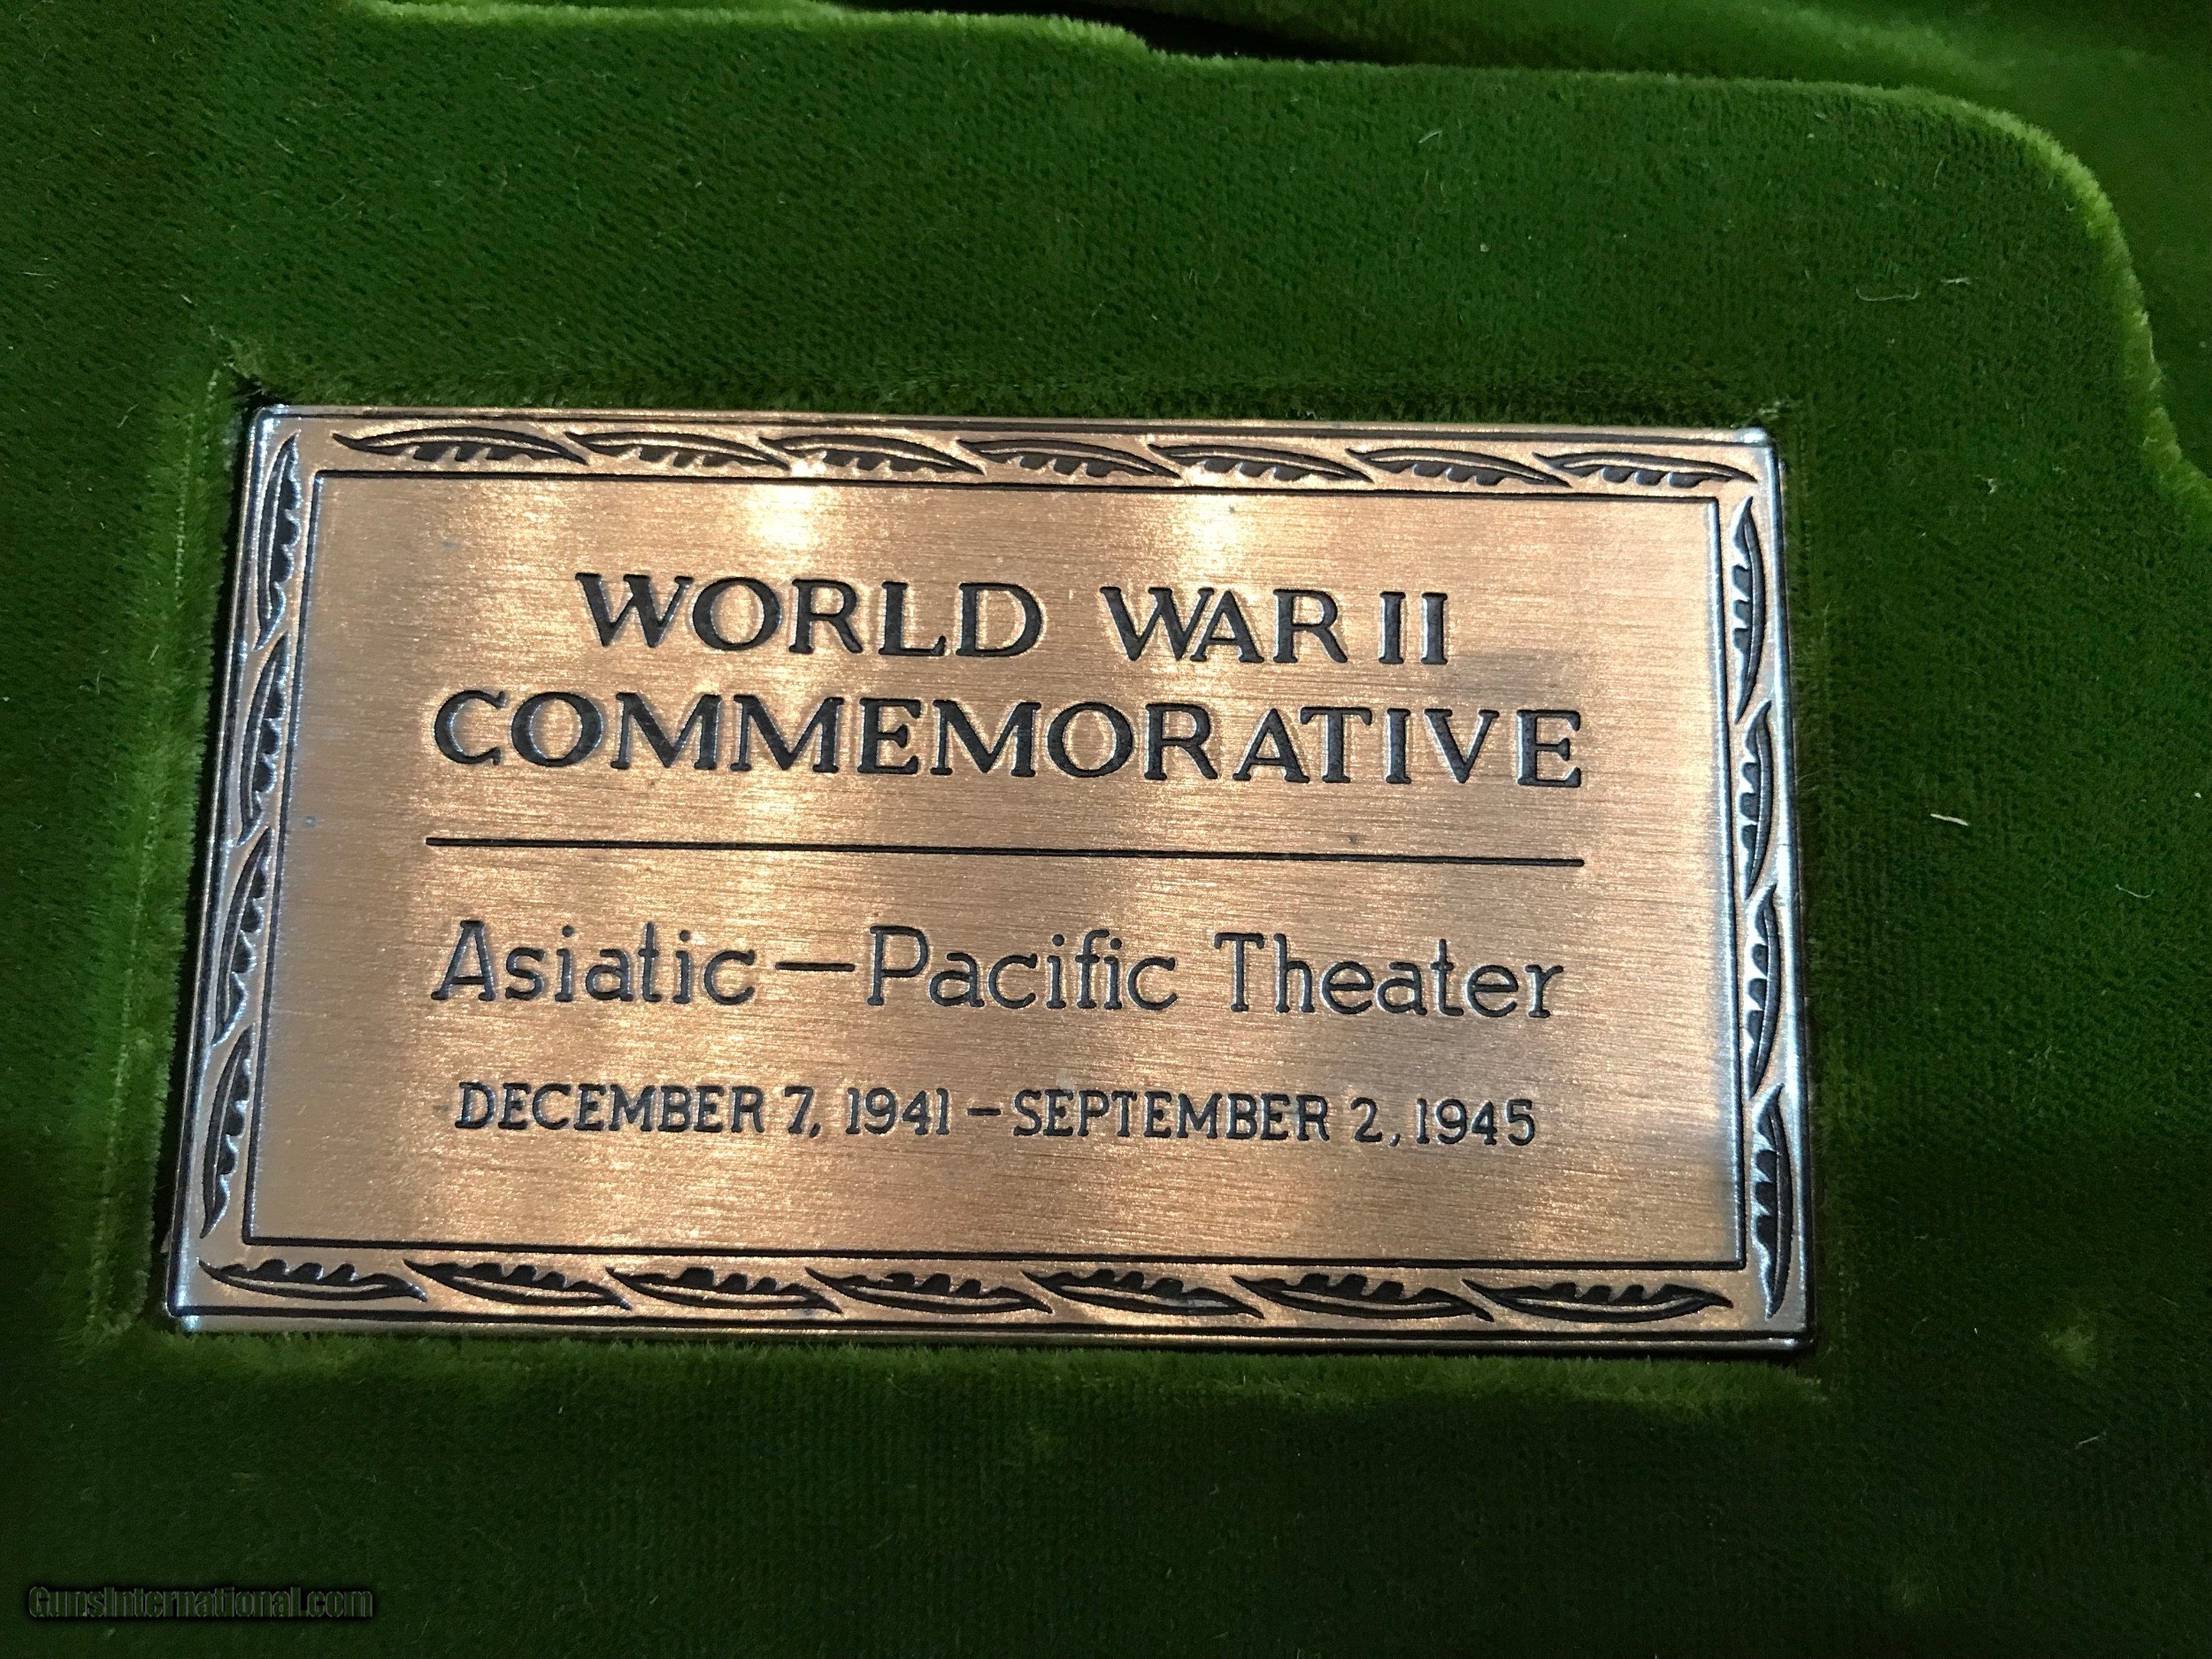 WORLD WAR II
COMMEMORATIVE
Asiatic—Pacific Theater
DECEMBER 7, 1941 – SEPTEMBER 2, 1945
GunsInternational.com